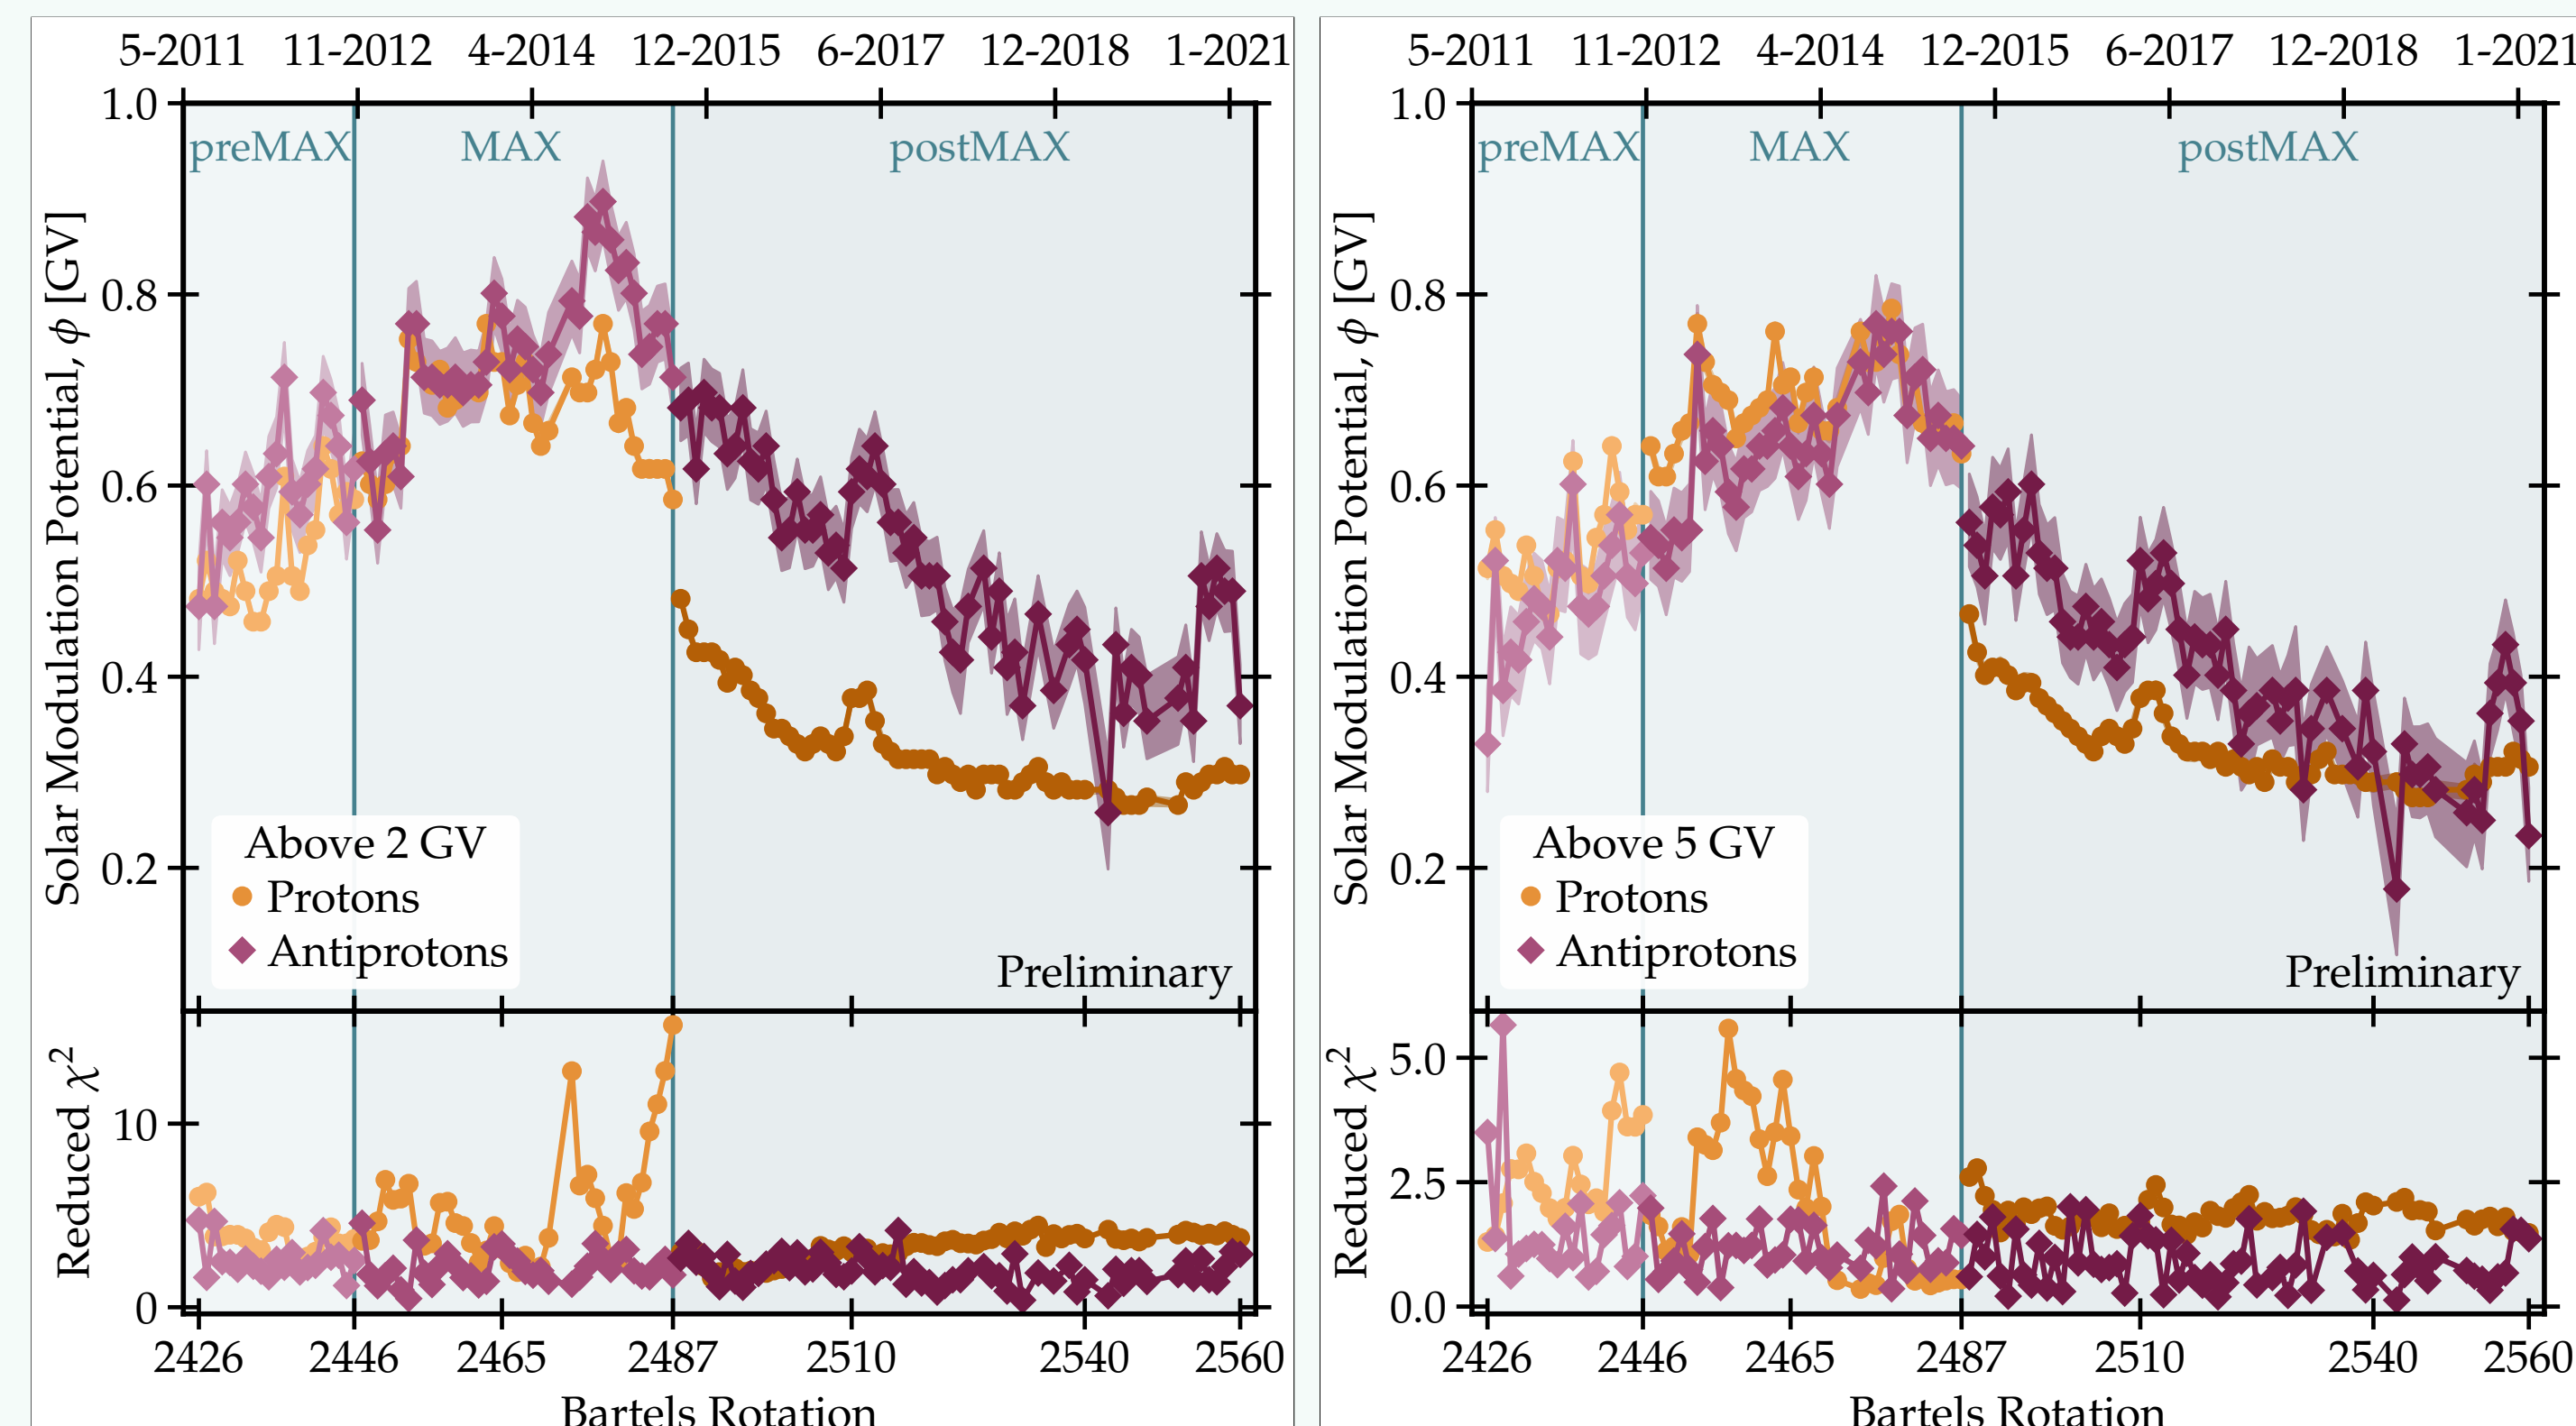 5-2011 11-2012 4-2014 12-2015 6-2017 12-2018 1-2021
1.0
preMAX MAX postMAX
0.8
0.6
0.4
0.2
Solar Modulation Potential, ϕ [GV]
Above 2 GV
Protons
Antiprotons
Preliminary
10
0
Reduced χ²
2426 2446 2465 2487 2510 2540 2560
Bartels Rotation
5-2011 11-2012 4-2014 12-2015 6-2017 12-2018 1-2021
1.0
preMAX MAX postMAX
0.8
0.6
0.4
0.2
Solar Modulation Potential, ϕ [GV]
Above 5 GV
Protons
Antiprotons
Preliminary
5.0
2.5
0.0
Reduced χ²
2426 2446 2465 2487 2510 2540 2560
Bartels Rotation